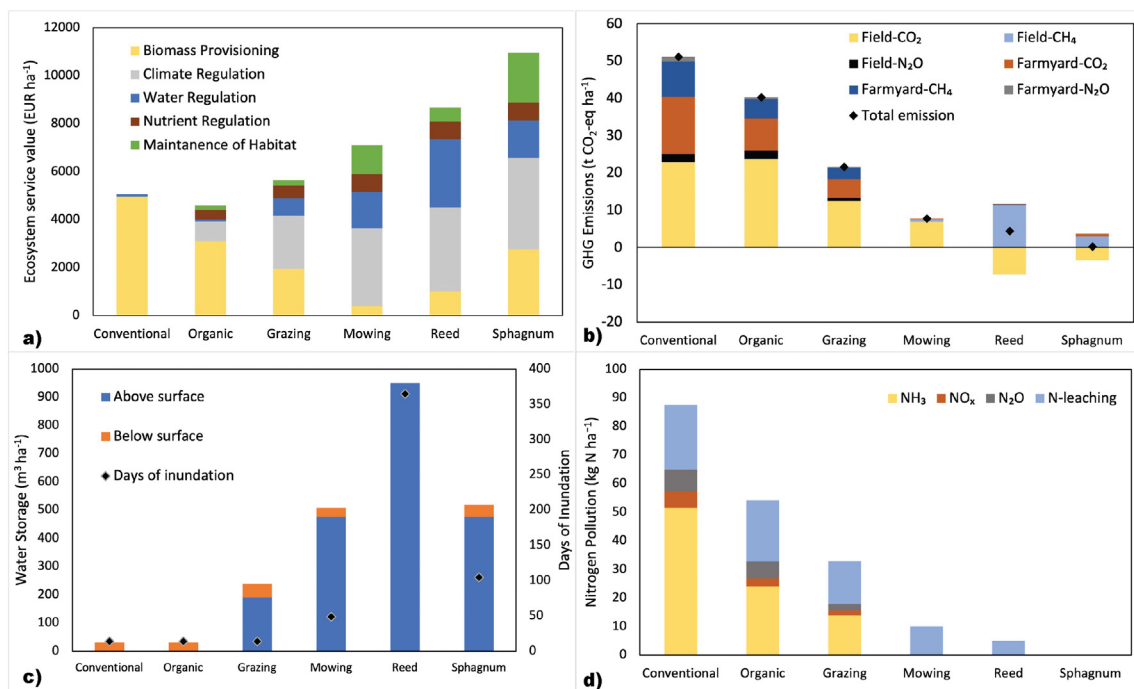 12000
10000
8000
6000
4000
2000
0
Ecosystem service value (EUR ha⁻¹)
Biomass Provisioning
Climate Regulation
Water Regulation
Nutrient Regulation
Maintanence of Habitat
Conventional Organic Grazing Mowing Reed Sphagnum
a)
60
50
40
30
20
10
0
-10
-20
GHG Emissions (t CO₂-eq ha⁻¹)
Field-CO₂ Field-CH₄
Field-N₂O Farmyard-CO₂
Farmyard-CH₄ Farmyard-N₂O
Total emission
Conventional Organic Grazing Mowing Reed Sphagnum
b)
1000
900
800
700
600
500
400
300
200
100
0
Water Storage (m³ ha⁻¹)
Above surface
Below surface
Days of inundation
400
350
300
250
200
150
100
50
0
Days of Inundation
Conventional Organic Grazing Mowing Reed Sphagnum
c)
100
90
80
70
60
50
40
30
20
10
0
Nitrogen Pollution (kg N ha⁻¹)
NH₃ NOₓ N₂O N-leaching
Conventional Organic Grazing Mowing Reed Sphagnum
d)